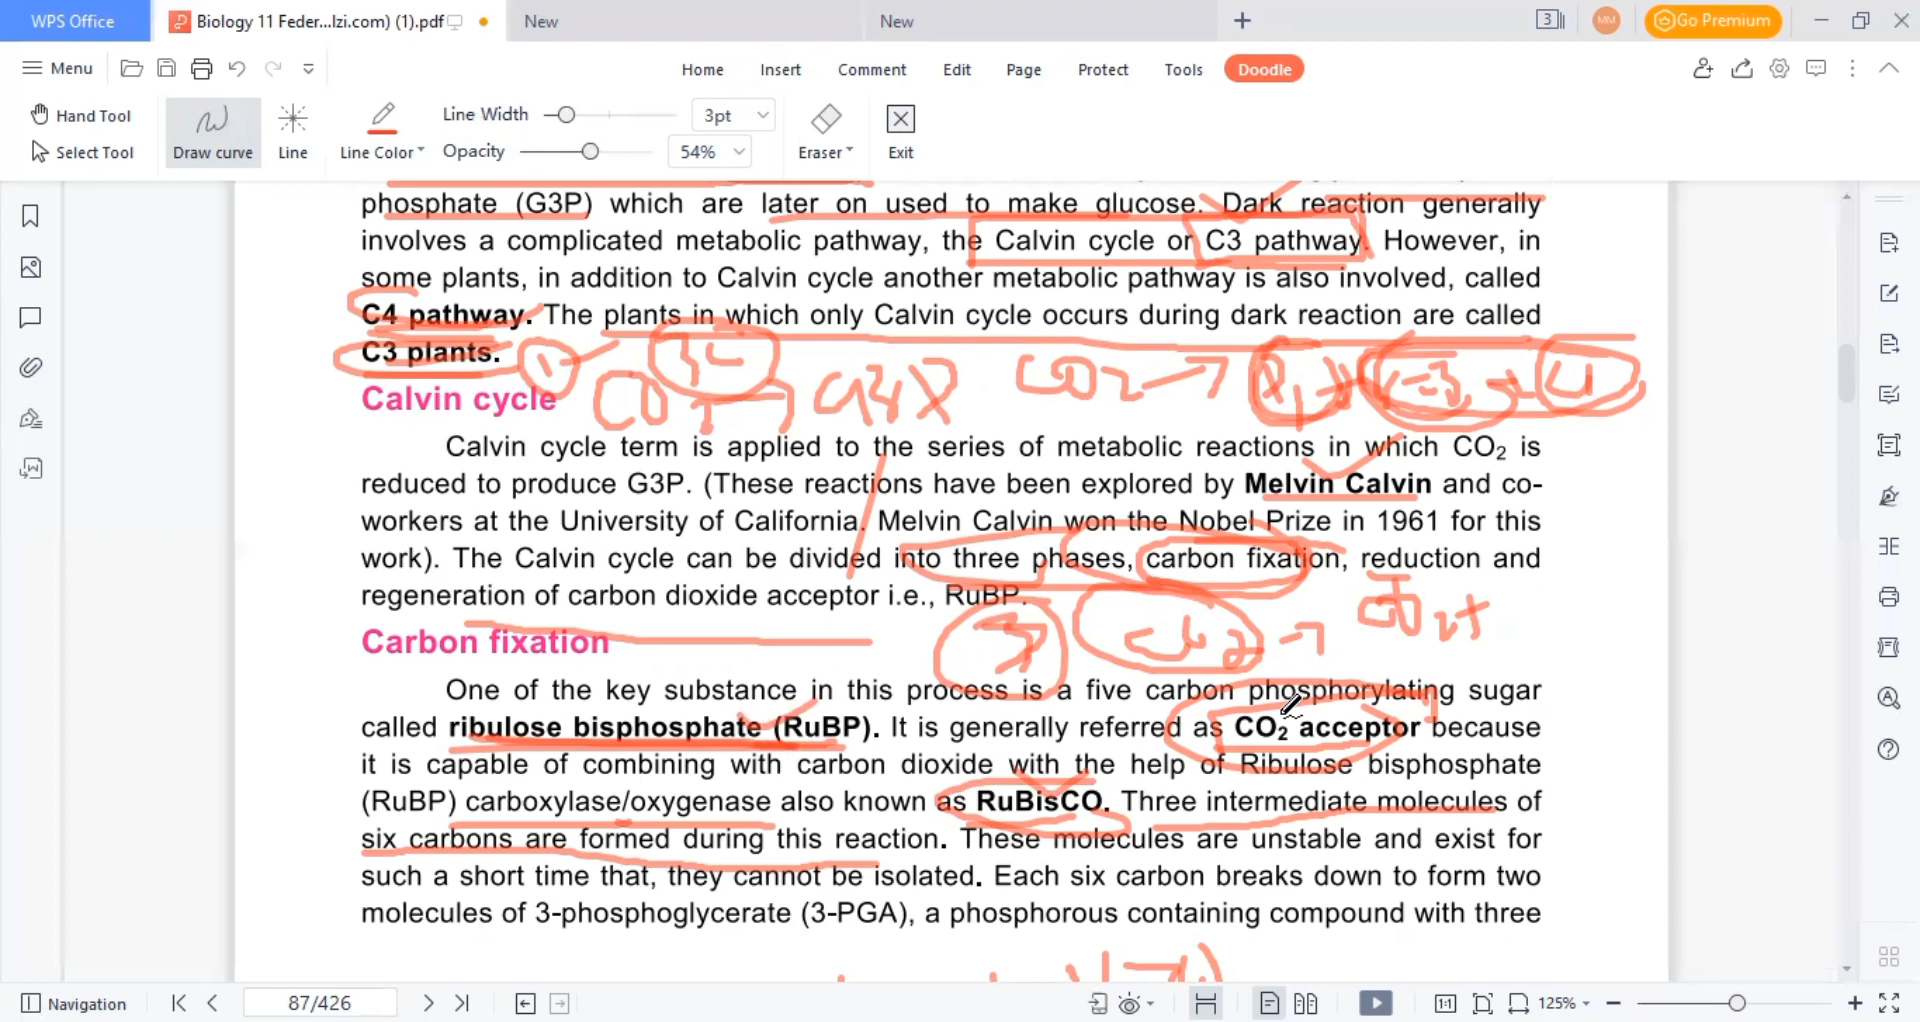 WPS Office
Biology 11 Feder...lzi.com) (1).pdf
New
New
3
MM
Go Premium
Menu
Home
Insert
Comment
Edit
Page
Protect
Tools
Doodle
Hand Tool
Select Tool
Draw curve
Line
Line Color
Line Width
3pt
Opacity
54%
Eraser
Exit
phosphate (G3P) which are later on used to make glucose. Dark reaction generally
involves a complicated metabolic pathway, the Calvin cycle or C3 pathway. However, in
some plants, in addition to Calvin cycle another metabolic pathway is also involved, called
C4 pathway. The plants in which only Calvin cycle occurs during dark reaction are called
C3 plants.
CO2
Calvin cycle
Calvin cycle term is applied to the series of metabolic reactions in which CO2 is
reduced to produce G3P. (These reactions have been explored by Melvin Calvin and co-
workers at the University of California. Melvin Calvin won the Nobel Prize in 1961 for this
work). The Calvin cycle can be divided into three phases, carbon fixation, reduction and
regeneration of carbon dioxide acceptor i.e., RuBP.
Carbon fixation
One of the key substance in this process is a five carbon phosphorylating sugar
called ribulose bisphosphate (RuBP). It is generally referred as CO2 acceptor because
it is capable of combining with carbon dioxide with the help of Ribulose bisphosphate
(RuBP) carboxylase/oxygenase also known as RuBisCO. Three intermediate molecules of
six carbons are formed during this reaction. These molecules are unstable and exist for
such a short time that, they cannot be isolated. Each six carbon breaks down to form two
molecules of 3-phosphoglycerate (3-PGA), a phosphorous containing compound with three
Navigation
87/426
1:1
125%